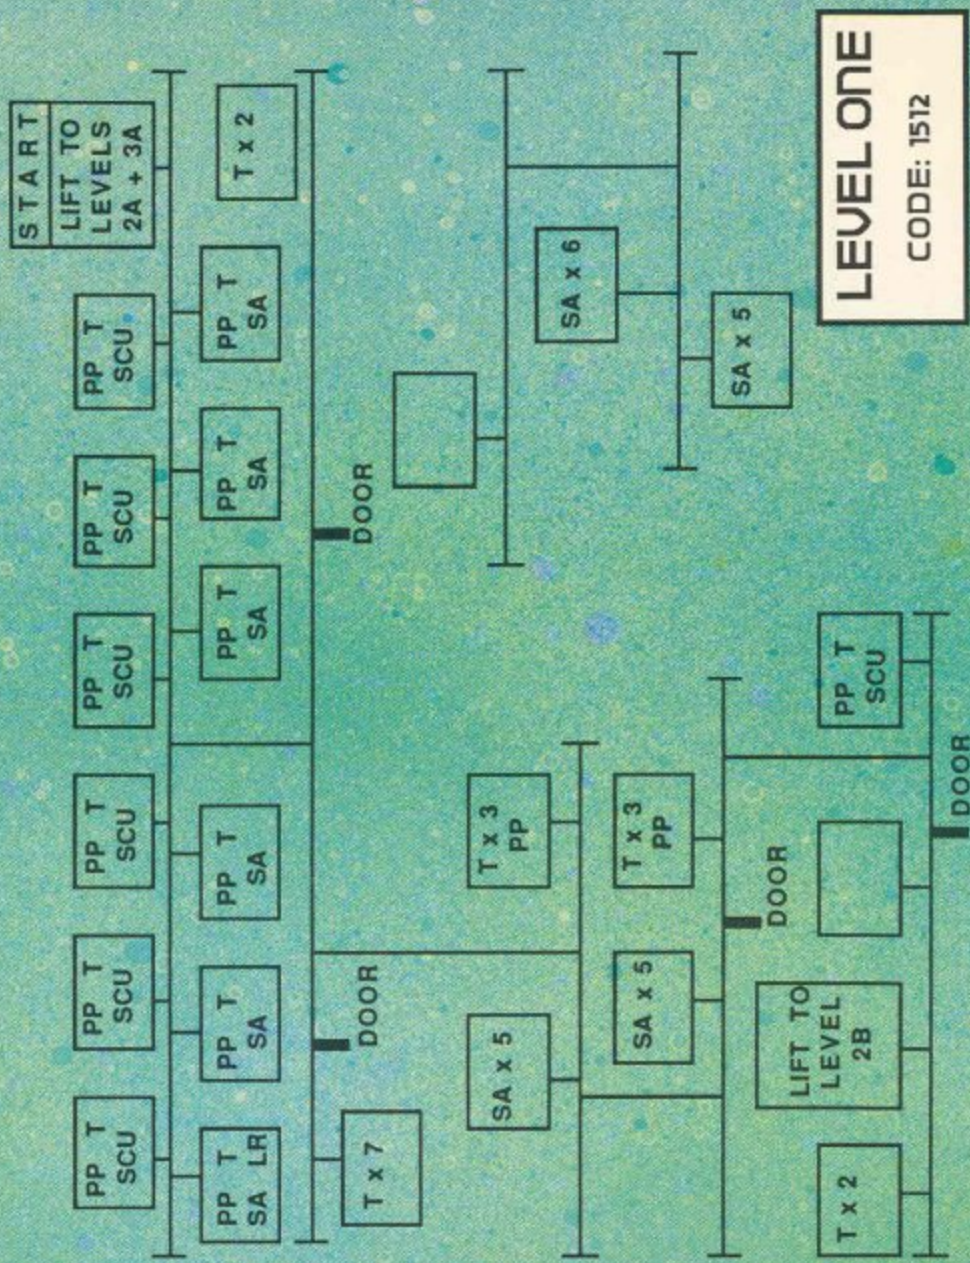 START
LIFT TO
LEVELS
2A + 3A
PP T
SCU
PP T
SCU
PP T
SCU
PP T
SCU
PP T
SCU
PP T
SCU
PP T
SA LR
PP T
SA
PP T
SA
PP T
SA
PP T
SA
PP T
SA
T x 2
T x 7
DOOR
DOOR
SA x 5
T x 3
PP
SA x 6
SA x 5
T x 3
PP
SA x 5
DOOR
T x 2
LIFT TO
LEVEL
2B
PP T
SCU
DOOR
LEVEL ONE
CODE: 1512